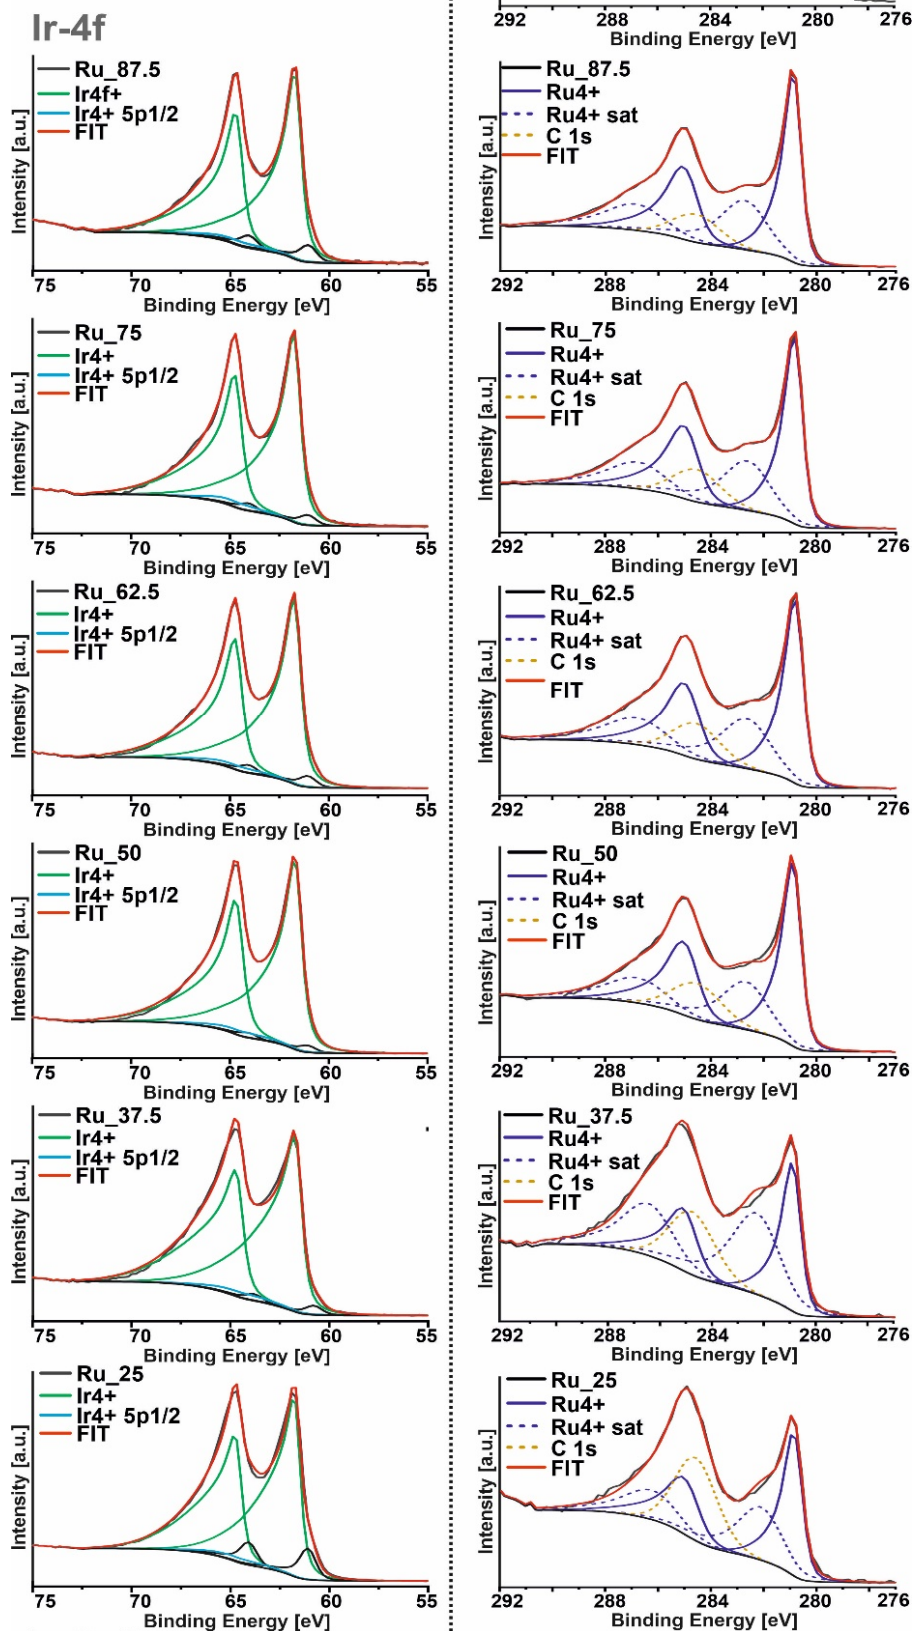 Ir-4f
Intensity [a.u.]
Ru_87.5
Ir4f+
Ir4+ 5p1/2
FIT
75 70 65 60 55
Binding Energy [eV]
Intensity [a.u.]
Ru_75
Ir4+
Ir4+ 5p1/2
FIT
75 70 65 60 55
Binding Energy [eV]
Intensity [a.u.]
Ru_62.5
Ir4+
Ir4+ 5p1/2
FIT
75 70 65 60 55
Binding Energy [eV]
Intensity [a.u.]
Ru_50
Ir4+
Ir4+ 5p1/2
FIT
75 70 65 60 55
Binding Energy [eV]
Intensity [a.u.]
Ru_37.5
Ir4+
Ir4+ 5p1/2
FIT
75 70 65 60 55
Binding Energy [eV]
Intensity [a.u.]
Ru_25
Ir4+
Ir4+ 5p1/2
FIT
75 70 65 60 55
Binding Energy [eV]
292 288 284 280 276
Binding Energy [eV]
Intensity [a.u.]
Ru_87.5
Ru4+
Ru4+ sat
C 1s
FIT
292 288 284 280 276
Binding Energy [eV]
Intensity [a.u.]
Ru_75
Ru4+
Ru4+ sat
C 1s
FIT
292 288 284 280 276
Binding Energy [eV]
Intensity [a.u.]
Ru_62.5
Ru4+
Ru4+ sat
C 1s
FIT
292 288 284 280 276
Binding Energy [eV]
Intensity [a.u.]
Ru_50
Ru4+
Ru4+ sat
C 1s
FIT
292 288 284 280 276
Binding Energy [eV]
Intensity [a.u.]
Ru_37.5
Ru4+
Ru4+ sat
C 1s
FIT
292 288 284 280 276
Binding Energy [eV]
Intensity [a.u.]
Ru_25
Ru4+
Ru4+ sat
C 1s
FIT
292 288 284 280 276
Binding Energy [eV]